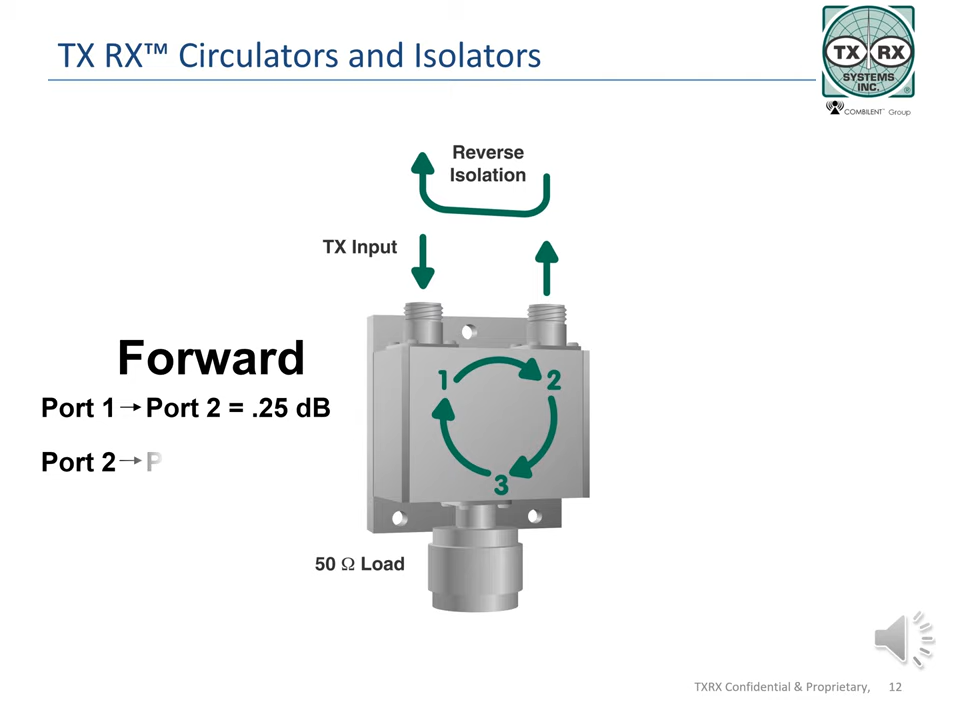 TX RX™ Circulators and Isolators
TX RX
SYSTEMS
INC.
®
COMBILENT™ Group
Reverse
Isolation
TX Input
Forward
Port 1→Port 2 = .25 dB
Port 2→P
1
2
3
50 Ω Load
TXRX Confidential & Proprietary, 12